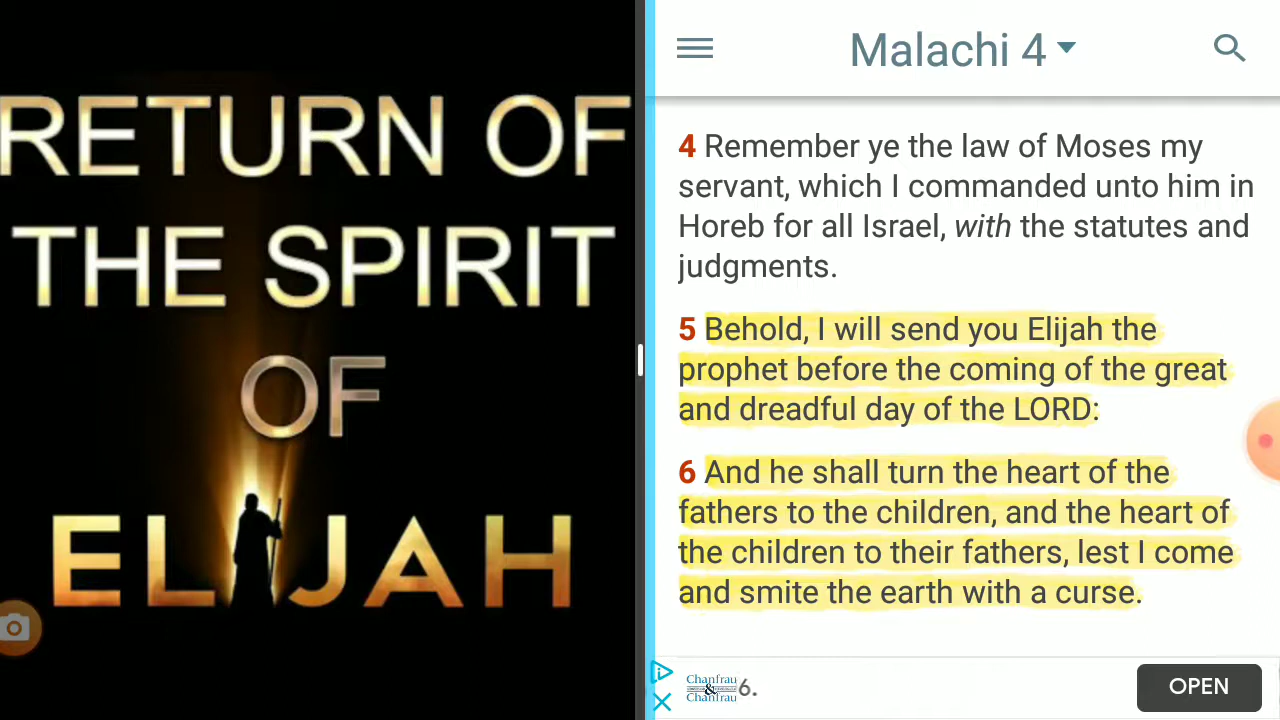 RETURN OF
THE SPIRIT
OF
ELIJAH
Malachi 4
4 Remember ye the law of Moses my
servant, which I commanded unto him in
Horeb for all Israel, with the statutes and
judgments.
5 Behold, I will send you Elijah the
prophet before the coming of the great
and dreadful day of the LORD:
6 And he shall turn the heart of the
fathers to the children, and the heart of
the children to their fathers, lest I come
and smite the earth with a curse.
Chanfrau
&
Chanfrau
6.
OPEN